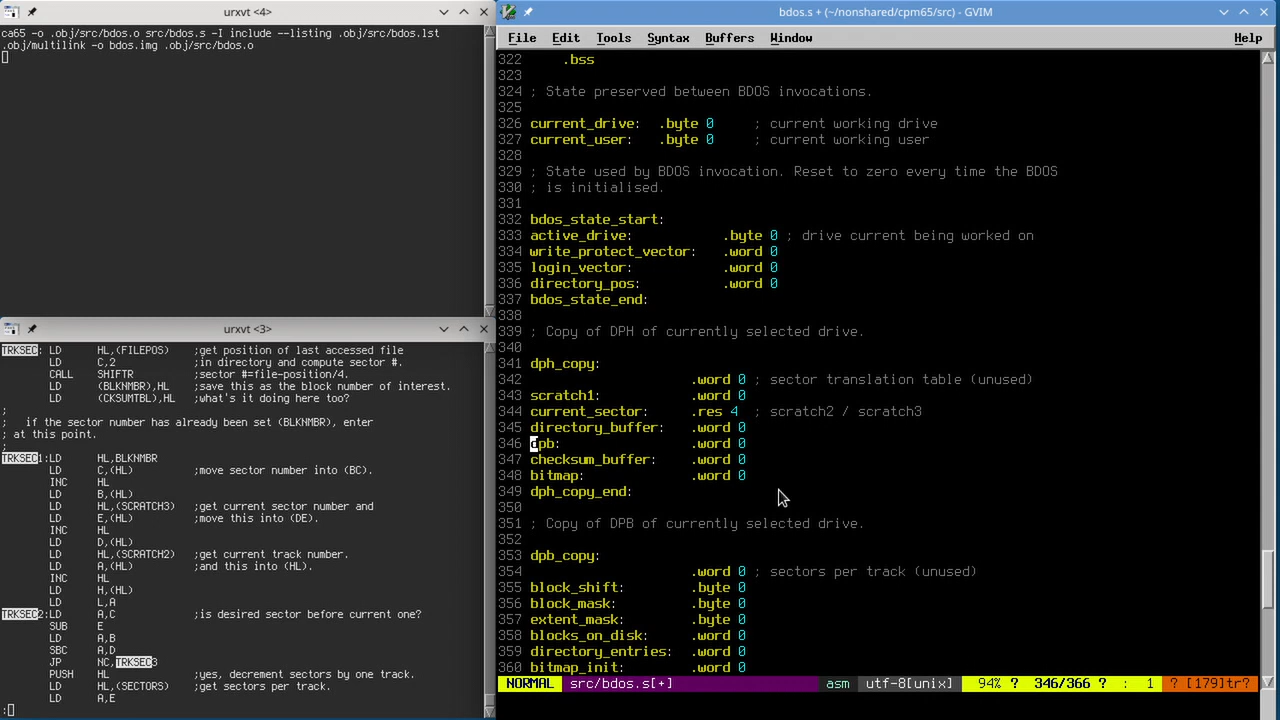 urxvt <4>
ca65 -o .obj/src/bdos.o src/bdos.s -I include --listing .obj/src/bdos.lst
.obj/multilink -o bdos.img .obj/src/bdos.o
urxvt <3>
TRKSEC: LD HL,(FILEPOS) ;get position of last accessed file
LD C,2 ;in directory and compute sector #.
CALL SHIFTR ;sector #=file-position/4.
LD (BLKNMBR),HL ;save this as the block number of interest.
LD (CKSUMTBL),HL ;what's it doing here too?
;
; if the sector number has already been set (BLKNMBR), enter
; at this point.
;
TRKSEC1:LD HL,BLKNMBR
LD C,(HL) ;move sector number into (BC).
INC HL
LD B,(HL)
LD HL,(SCRATCH3) ;get current sector number and
LD E,(HL) ;move this into (DE).
INC HL
LD D,(HL)
LD HL,(SCRATCH2) ;get current track number.
LD A,(HL) ;and this into (HL).
INC HL
LD H,(HL)
LD L,A
TRKSEC2:LD A,C ;is desired sector before current one?
SUB E
LD A,B
SBC A,D
JP NC,TRKSEC3
PUSH HL ;yes, decrement sectors by one track.
LD HL,(SECTORS) ;get sectors per track.
LD A,E
:
bdos.s + (~/nonshared/cpm65/src) - GVIM
File Edit Tools Syntax Buffers Window Help
322 .bss
323
324 ; State preserved between BDOS invocations.
325
326 current_drive: .byte 0 ; current working drive
327 current_user: .byte 0 ; current working user
328
329 ; State used by BDOS invocation. Reset to zero every time the BDOS
330 ; is initialised.
331
332 bdos_state_start:
333 active_drive: .byte 0 ; drive current being worked on
334 write_protect_vector: .word 0
335 login_vector: .word 0
336 directory_pos: .word 0
337 bdos_state_end:
338
339 ; Copy of DPH of currently selected drive.
340
341 dph_copy:
342 .word 0 ; sector translation table (unused)
343 scratch1: .word 0
344 current_sector: .res 4 ; scratch2 / scratch3
345 directory_buffer: .word 0
346 dpb: .word 0
347 checksum_buffer: .word 0
348 bitmap: .word 0
349 dph_copy_end:
350
351 ; Copy of DPB of currently selected drive.
352
353 dpb_copy:
354 .word 0 ; sectors per track (unused)
355 block_shift: .byte 0
356 block_mask: .byte 0
357 extent_mask: .byte 0
358 blocks_on_disk: .word 0
359 directory_entries: .word 0
360 bitmap_init: .word 0
NORMAL src/bdos.s[+] asm utf-8[unix] 94% ? 346/366 ? : 1 ? [179]tr?